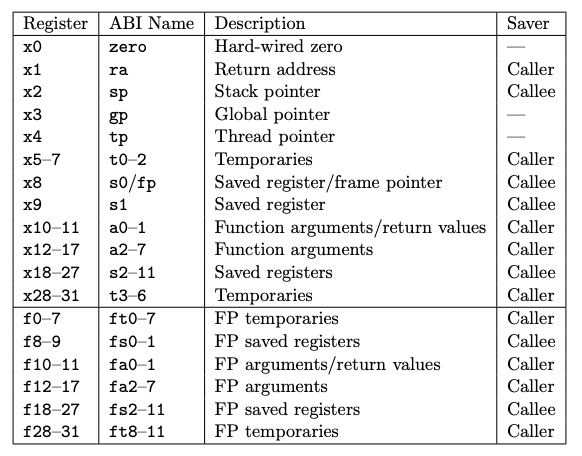 Register ABI Name Description Saver
x0 zero Hard-wired zero —
x1 ra Return address Caller
x2 sp Stack pointer Callee
x3 gp Global pointer —
x4 tp Thread pointer —
x5–7 t0–2 Temporaries Caller
x8 s0/fp Saved register/frame pointer Callee
x9 s1 Saved register Callee
x10–11 a0–1 Function arguments/return values Caller
x12–17 a2–7 Function arguments Caller
x18–27 s2–11 Saved registers Callee
x28–31 t3–6 Temporaries Caller
f0–7 ft0–7 FP temporaries Caller
f8–9 fs0–1 FP saved registers Callee
f10–11 fa0–1 FP arguments/return values Caller
f12–17 fa2–7 FP arguments Caller
f18–27 fs2–11 FP saved registers Callee
f28–31 ft8–11 FP temporaries Caller